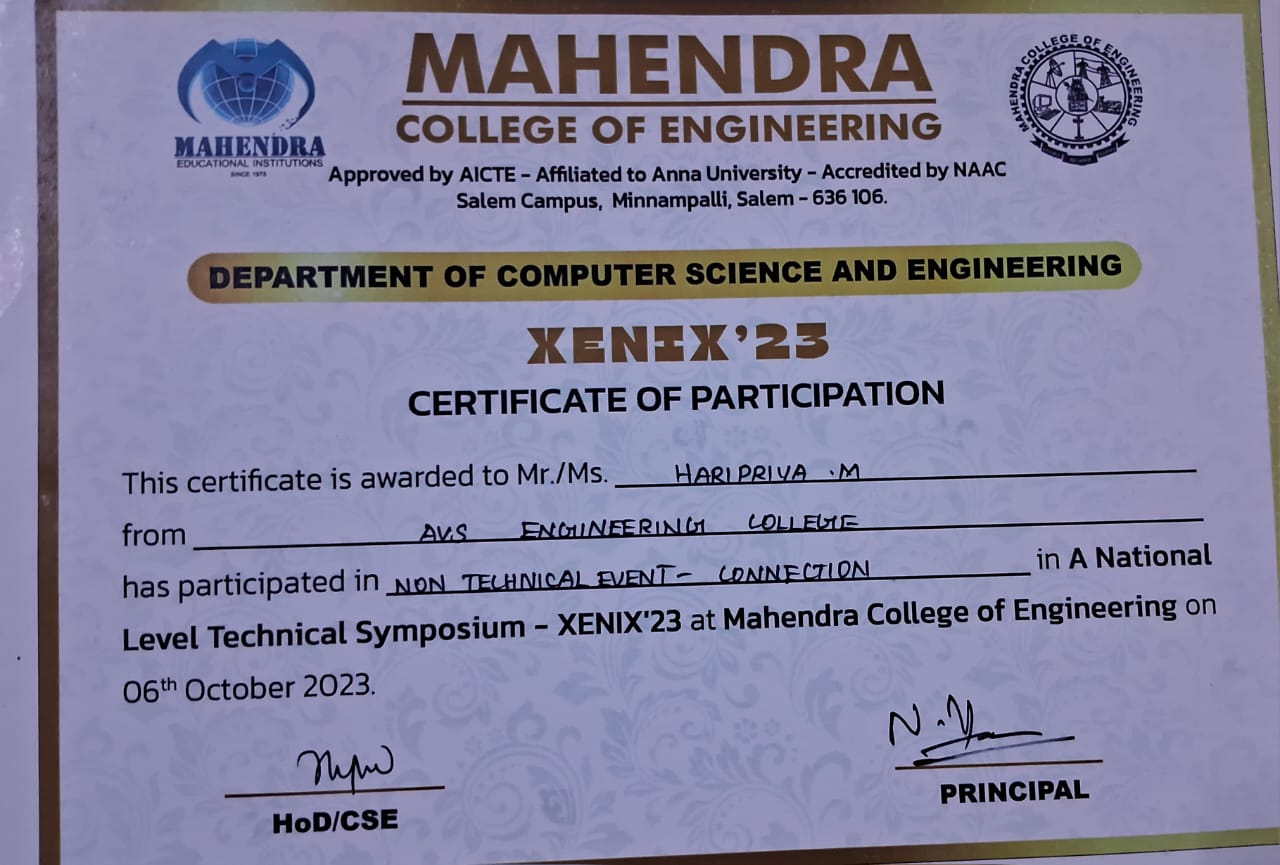 MAHENDRA
EDUCATIONAL INSTITUTIONS
SINCE 1978
MAHENDRA
COLLEGE OF ENGINEERING
MAHENDRA COLLEGE OF ENGINEERING
Approved by AICTE - Affiliated to Anna University - Accredited by NAAC
Salem Campus, Minnampalli, Salem - 636 106.
DEPARTMENT OF COMPUTER SCIENCE AND ENGINEERING
XENIX'23
CERTIFICATE OF PARTICIPATION
This certificate is awarded to Mr./Ms. HARIPRIYA .M
from AVS ENGINEERING COLLEGE
has participated in NON TECHNICAL EVENT- CONNECTION in A National
Level Technical Symposium - XENIX'23 at Mahendra College of Engineering on
06th October 2023.
HoD/CSE
PRINCIPAL